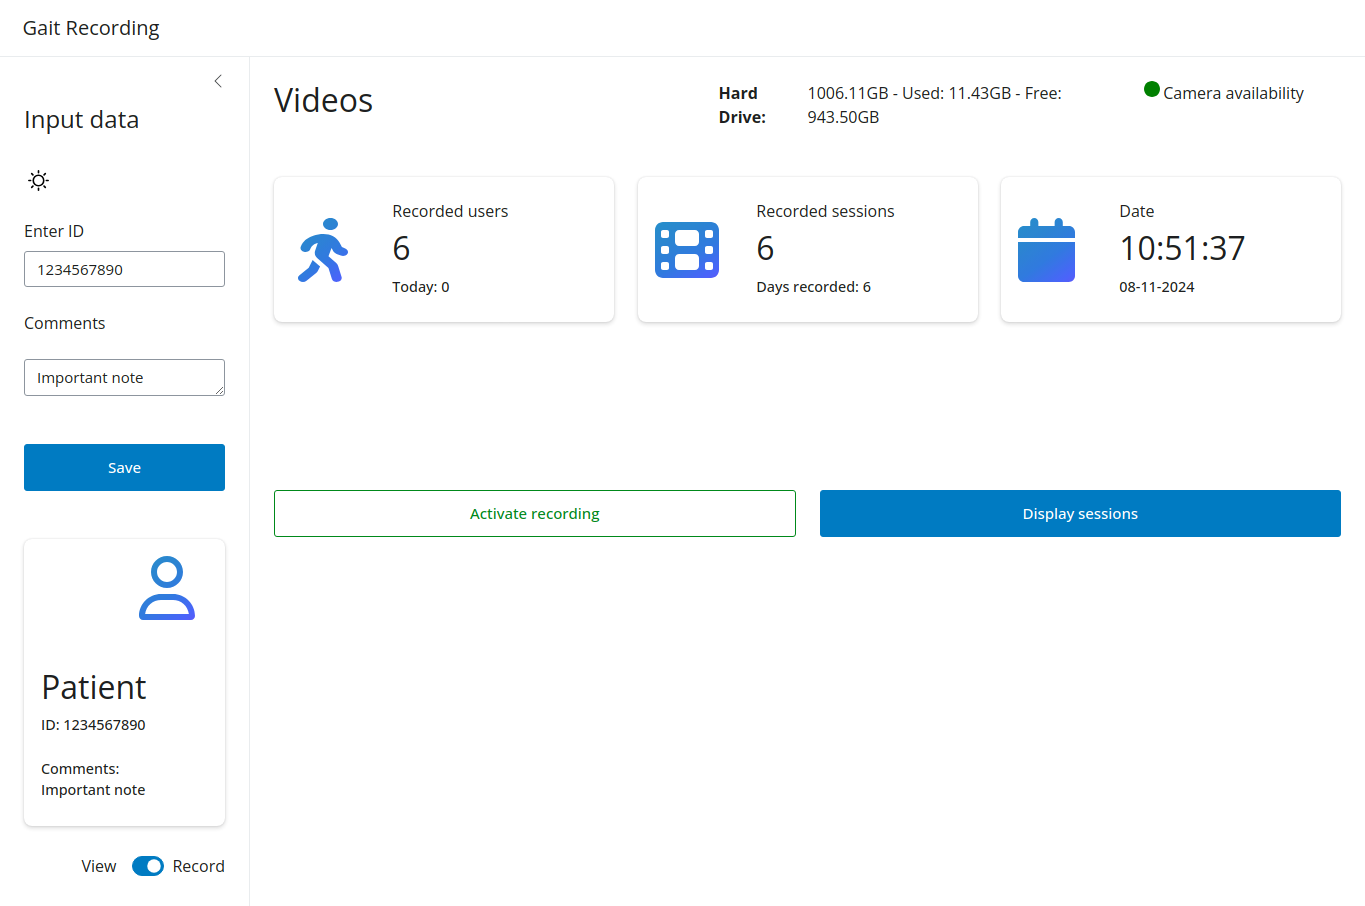 Gait Recording
Input data
Enter ID
1234567890
Comments
Important note
Save
Patient
ID: 1234567890
Comments:
Important note
View
Record
Videos
Hard
Drive:
1006.11GB - Used: 11.43GB - Free:
943.50GB
Camera availability
Recorded users
6
Today: 0
Recorded sessions
6
Days recorded: 6
Date
10:51:37
08-11-2024
Activate recording
Display sessions